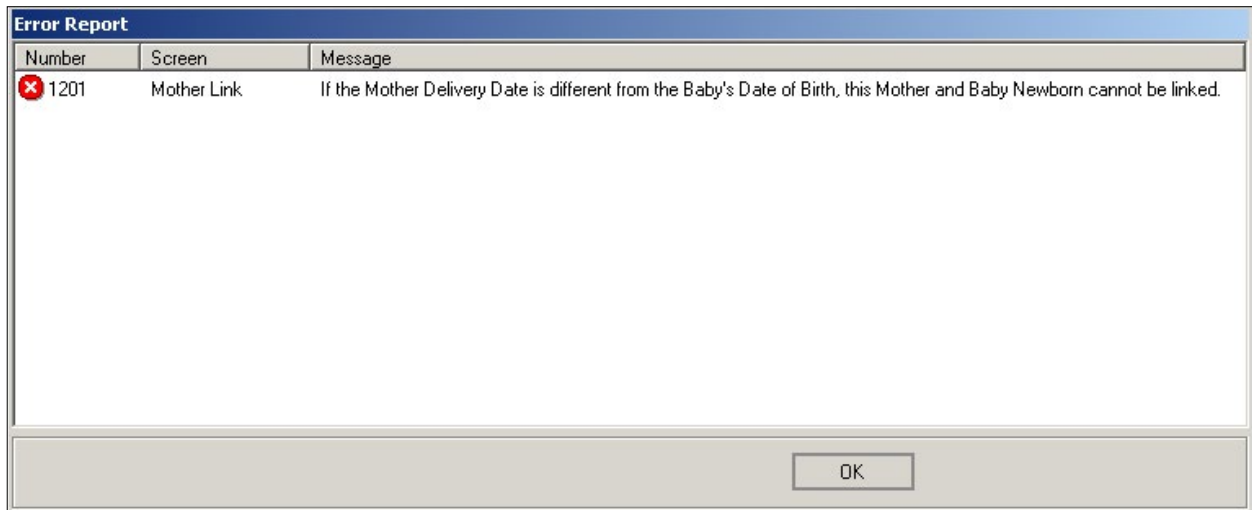 Error Report
Number Screen Message
1201 Mother Link If the Mother Delivery Date is different from the Baby's Date of Birth, this Mother and Baby Newborn cannot be linked.
OK